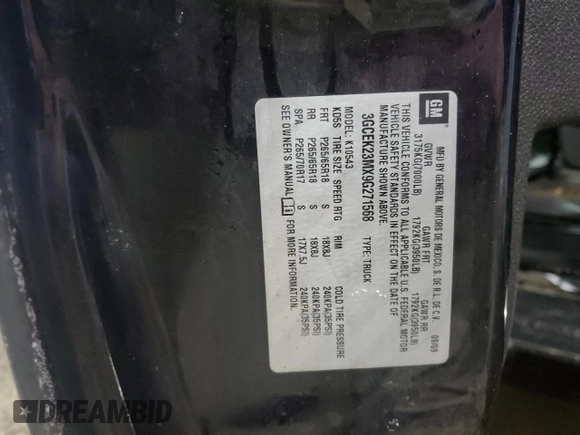 GM
MFD BY GENERAL MOTORS DE MEXICO, S. DE R.L. DE C.V.
09/09
GVWR GAWR FRT GAWR RR
3175KG(7000LB) 1792KG(3950LB) 1792KG(3950LB)
THIS VEHICLE CONFORMS TO ALL APPLICABLE U.S. FEDERAL MOTOR
VEHICLE SAFETY STANDARDS IN EFFECT ON THE DATE OF
MANUFACTURE SHOWN ABOVE.
3GCEK23MX9G271568 TYPE: TRUCK
MODEL: K10543
KDSS TIRE SIZE SPEED RTG RIM COLD TIRE PRESSURE
FRT P265/65R18 S 18X8J 240KPA(35PSI)
RR P265/65R18 S 18X8J 240KPA(35PSI)
SPA P265/70R17 S 17X7.5J 240KPA(35PSI)
SEE OWNER'S MANUAL i FOR MORE INFORMATION.
DREAMBID